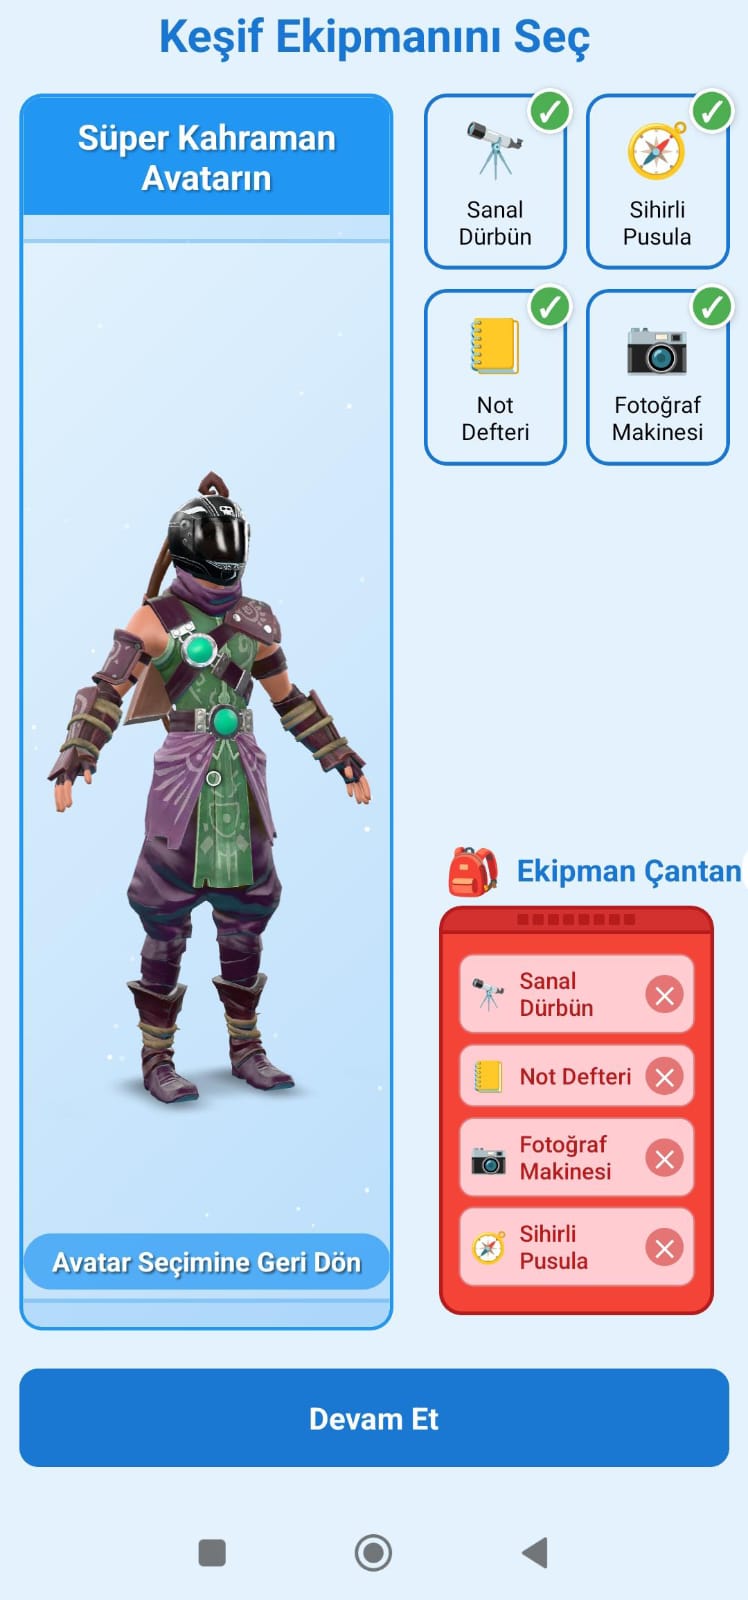 Keşif Ekipmanını Seç
Süper Kahraman
Avatarın
Sanal
Dürbün
Sihirli
Pusula
Not
Defteri
Fotoğraf
Makinesi
Avatar Seçimine Geri Dön
Ekipman Çantan
Sanal
Dürbün
Not Defteri
Fotoğraf
Makinesi
Sihirli
Pusula
Devam Et